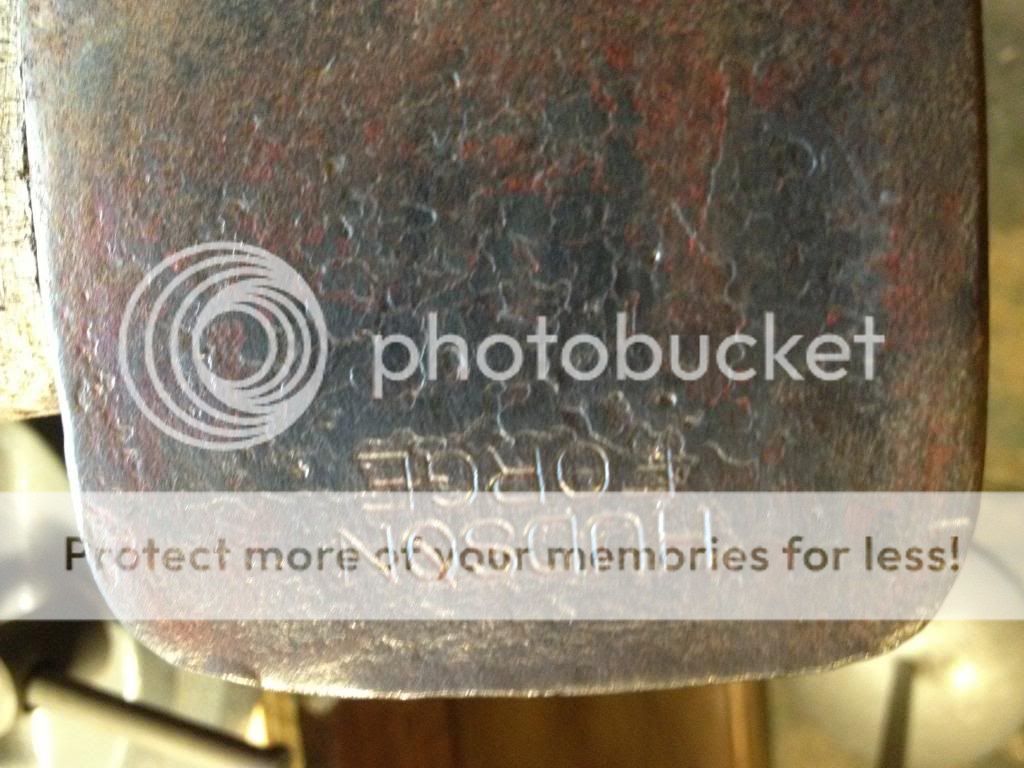 photobucket
HUDSON
FORGE
Protect more of your memories for less!